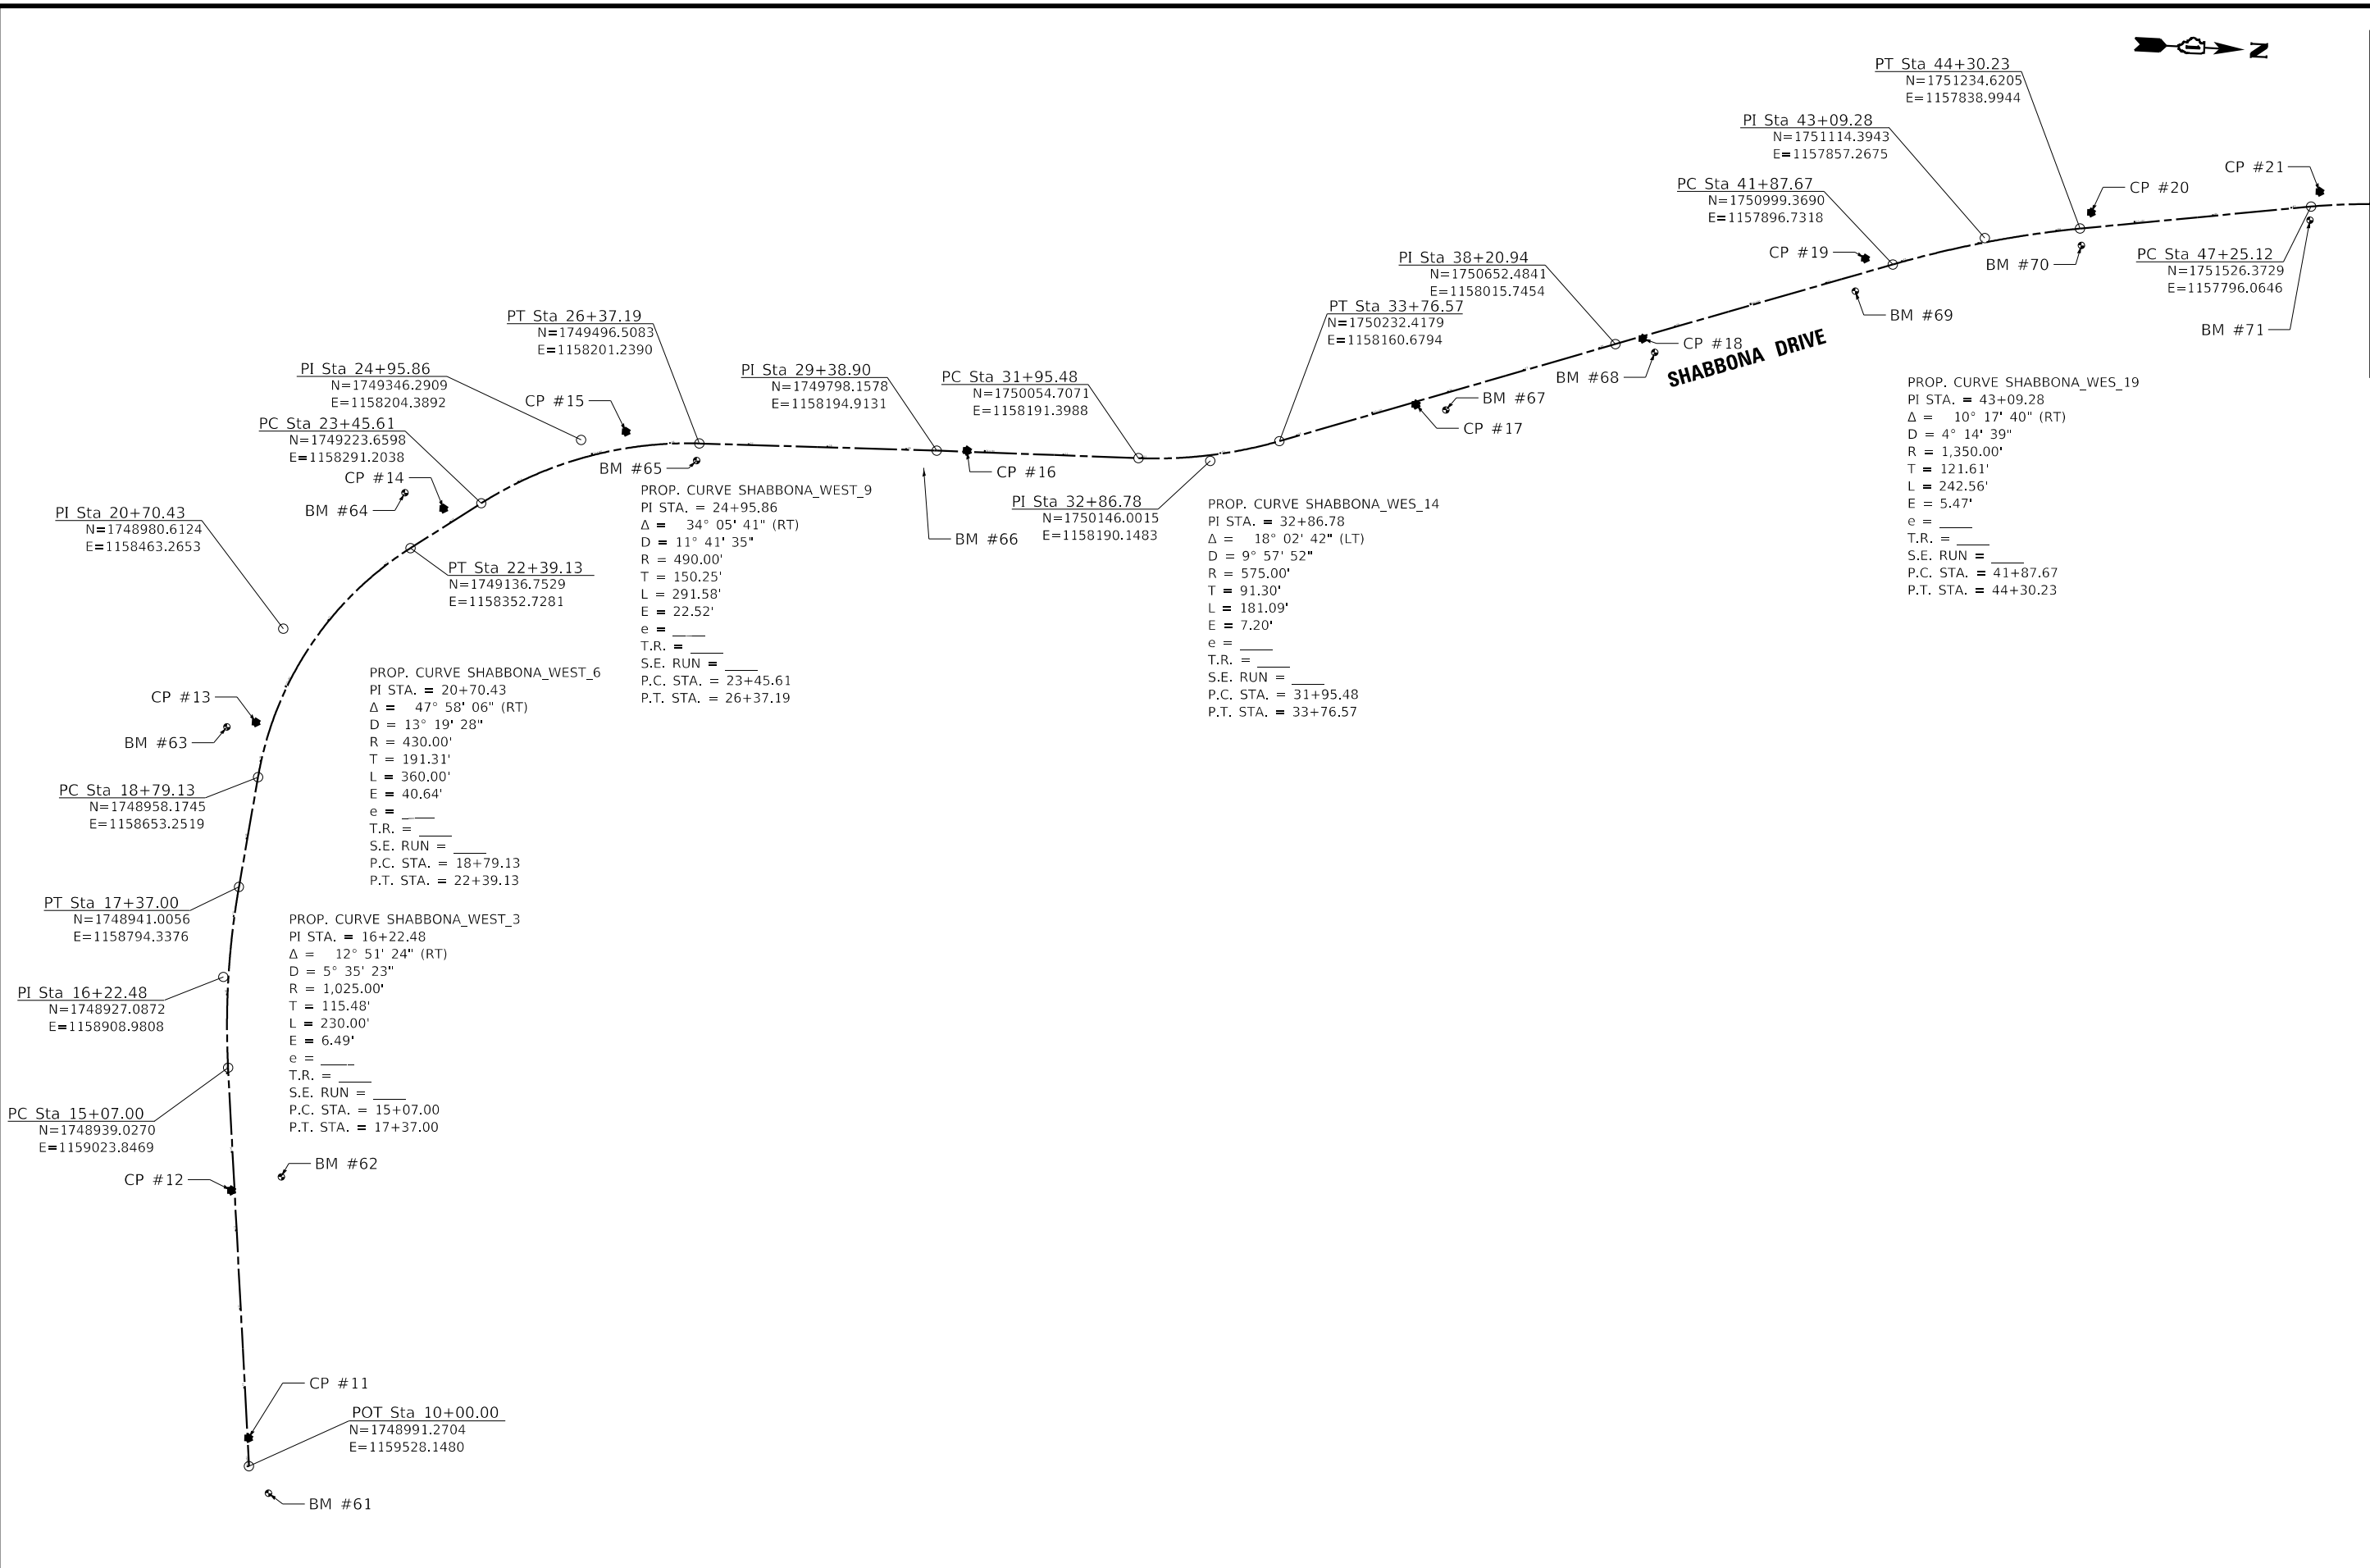 N
PT Sta 44+30.23
N=1751234.6205
E=1157838.9944
PI Sta 43+09.28
N=1751114.3943
E=1157857.2675
CP #21
PC Sta 41+87.67
N=1750999.3690
E=1157896.7318
CP #20
CP #19
PC Sta 47+25.12
N=1751526.3729
E=1157796.0646
BM #70
PI Sta 38+20.94
N=1750652.4841
E=1158015.7454
BM #69
BM #71
PT Sta 33+76.57
N=1750232.4179
E=1158160.6794
CP #18
SHABBONA DRIVE
BM #68
BM #67
CP #17
PT Sta 26+37.19
N=1749496.5083
E=1158201.2390
PI Sta 24+95.86
N=1749346.2909
E=1158204.3892
CP #15
PI Sta 29+38.90
N=1749798.1578
E=1158194.9131
PC Sta 31+95.48
N=1750054.7071
E=1158191.3988
PC Sta 23+45.61
N=1749223.6598
E=1158291.2038
CP #14
BM #65
CP #16
BM #64
PI Sta 32+86.78
N=1750146.0015
E=1158190.1483
BM #66
PI Sta 20+70.43
N=1748980.6124
E=1158463.2653
PT Sta 22+39.13
N=1749136.7529
E=1158352.7281
PROP. CURVE SHABBONA_WES_19
PI STA. = 43+09.28
Δ = 10° 17' 40" (RT)
D = 4° 14' 39"
R = 1,350.00'
T = 121.61'
L = 242.56'
E = 5.47'
e = ____
T.R. = ____
S.E. RUN = ____
P.C. STA. = 41+87.67
P.T. STA. = 44+30.23
PROP. CURVE SHABBONA_WEST_9
PI STA. = 24+95.86
Δ = 34° 05' 41" (RT)
D = 11° 41' 35"
R = 490.00'
T = 150.25'
L = 291.58'
E = 22.52'
e = ____
T.R. = ____
S.E. RUN = ____
P.C. STA. = 23+45.61
P.T. STA. = 26+37.19
PROP. CURVE SHABBONA_WES_14
PI STA. = 32+86.78
Δ = 18° 02' 42" (LT)
D = 9° 57' 52"
R = 575.00'
T = 91.30'
L = 181.09'
E = 7.20'
e = ____
T.R. = ____
S.E. RUN = ____
P.C. STA. = 31+95.48
P.T. STA. = 33+76.57
CP #13
BM #63
PROP. CURVE SHABBONA_WEST_6
PI STA. = 20+70.43
Δ = 47° 58' 06" (RT)
D = 13° 19' 28"
R = 430.00'
T = 191.31'
L = 360.00'
E = 40.64'
e = ____
T.R. = ____
S.E. RUN = ____
P.C. STA. = 18+79.13
P.T. STA. = 22+39.13
PC Sta 18+79.13
N=1748958.1745
E=1158653.2519
PT Sta 17+37.00
N=1748941.0056
E=1158794.3376
PROP. CURVE SHABBONA_WEST_3
PI STA. = 16+22.48
Δ = 12° 51' 24" (RT)
D = 5° 35' 23"
R = 1,025.00'
T = 115.48'
L = 230.00'
E = 6.49'
e = ____
T.R. = ____
S.E. RUN = ____
P.C. STA. = 15+07.00
P.T. STA. = 17+37.00
PI Sta 16+22.48
N=1748927.0872
E=1158908.9808
PC Sta 15+07.00
N=1748939.0270
E=1159023.8469
BM #62
CP #12
CP #11
POT Sta 10+00.00
N=1748991.2704
E=1159528.1480
BM #61